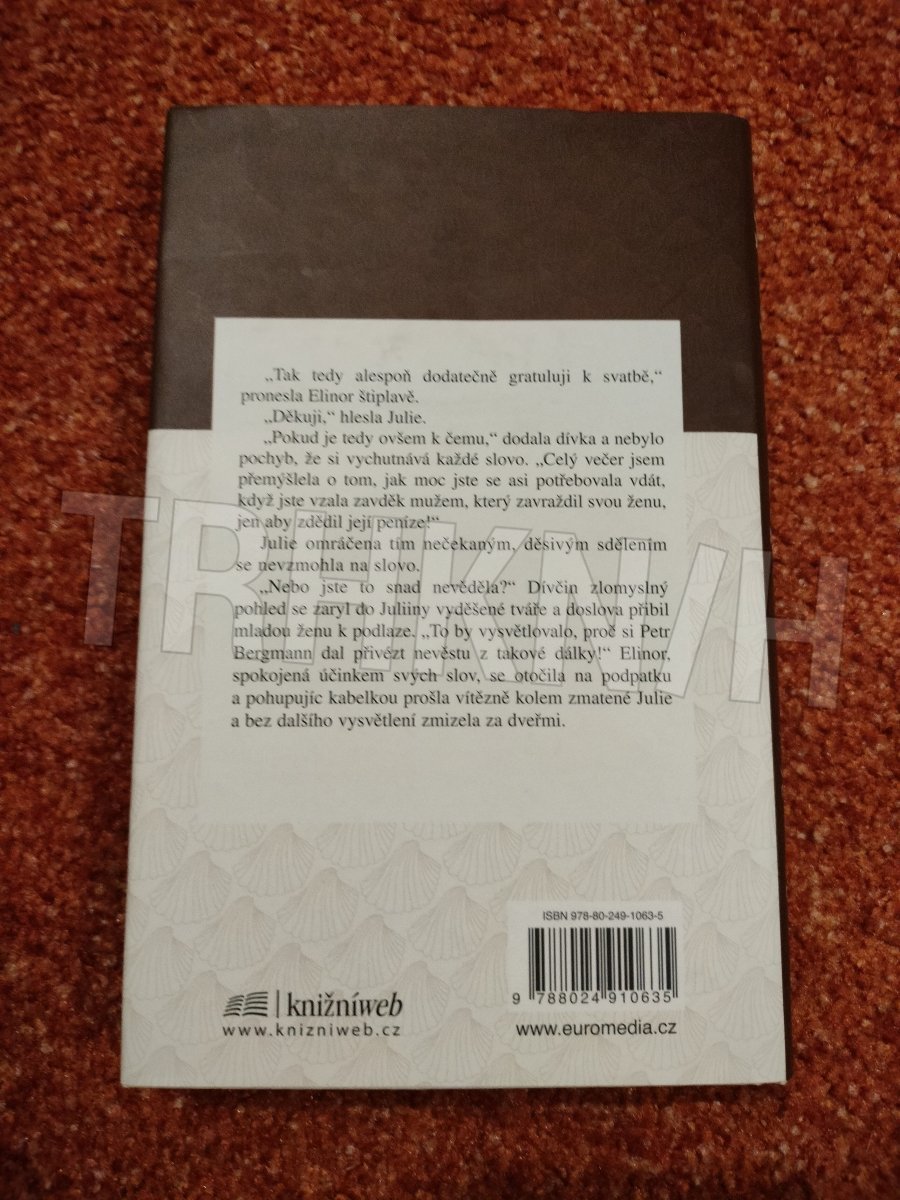 „Tak tedy alespoň dodatečně gratuluji k svatbě,“
pronesla Elinor štiplavě.
„Děkuji,“ hlesla Julie.
„Pokud je tedy ovšem k čemu,“ dodala dívka a nebylo
pochyb, že si vychutnává každé slovo. „Celý večer jsem
přemýšlela o tom, jak moc jste se asi potřebovala vdát,
když jste vzala zavděk mužem, který zavraždil svou ženu,
jen aby zdědil její peníze!“
Julie omráčena tím nečekaným, děsivým sdělením
se nevzmohla na slovo.
„Nebo jste to snad nevěděla?“ Dívčin zlomyslný
pohled se zaryl do Juliiny vyděšené tváře a doslova přibil
mladou ženu k podlaze. „To by vysvětlovalo, proč si Petr
Bergmann dal přivézt nevěstu z takové dálky!“ Elinor,
spokojená účinkem svých slov, se otočila na podpatku
a pohupujíc kabelkou prošla vítězně kolem zmatené Julie
a bez dalšího vysvětlení zmizela za dveřmi.
TRHKNIH
ISBN 978-80-249-1063-5
9 788024 910635
knižníweb
www.knizniweb.cz
www.euromedia.cz